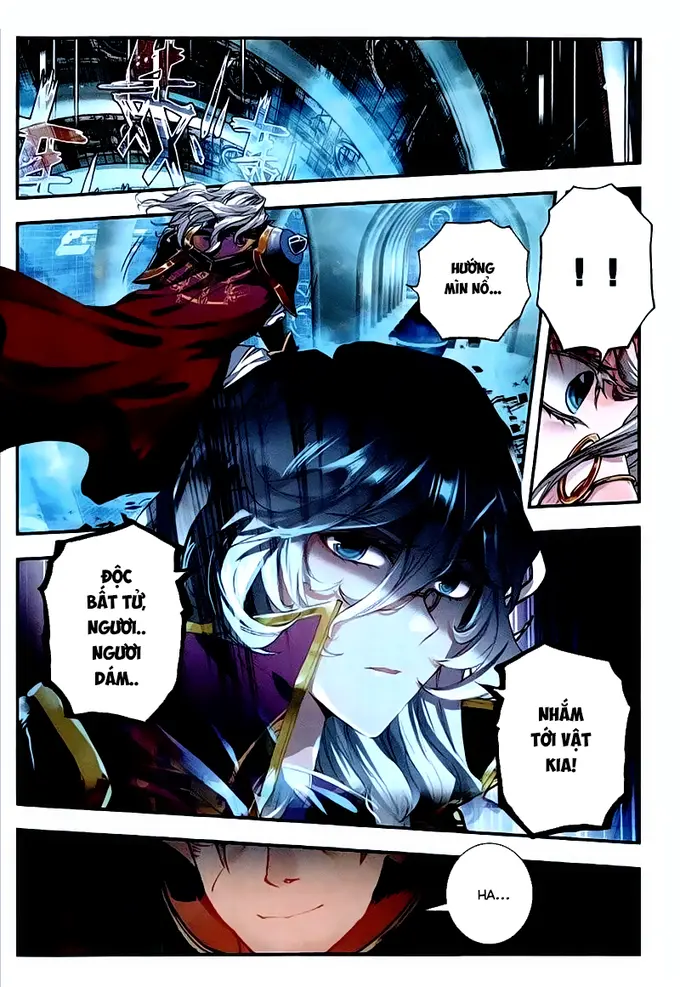 !!
HƯỚNG
MÌN NỔ...
ĐỘC
BẤT TỬ,
NGƯƠI..
NGƯƠI
DÁM..
NHẮM
TỚI VẬT
KIA!
HA...